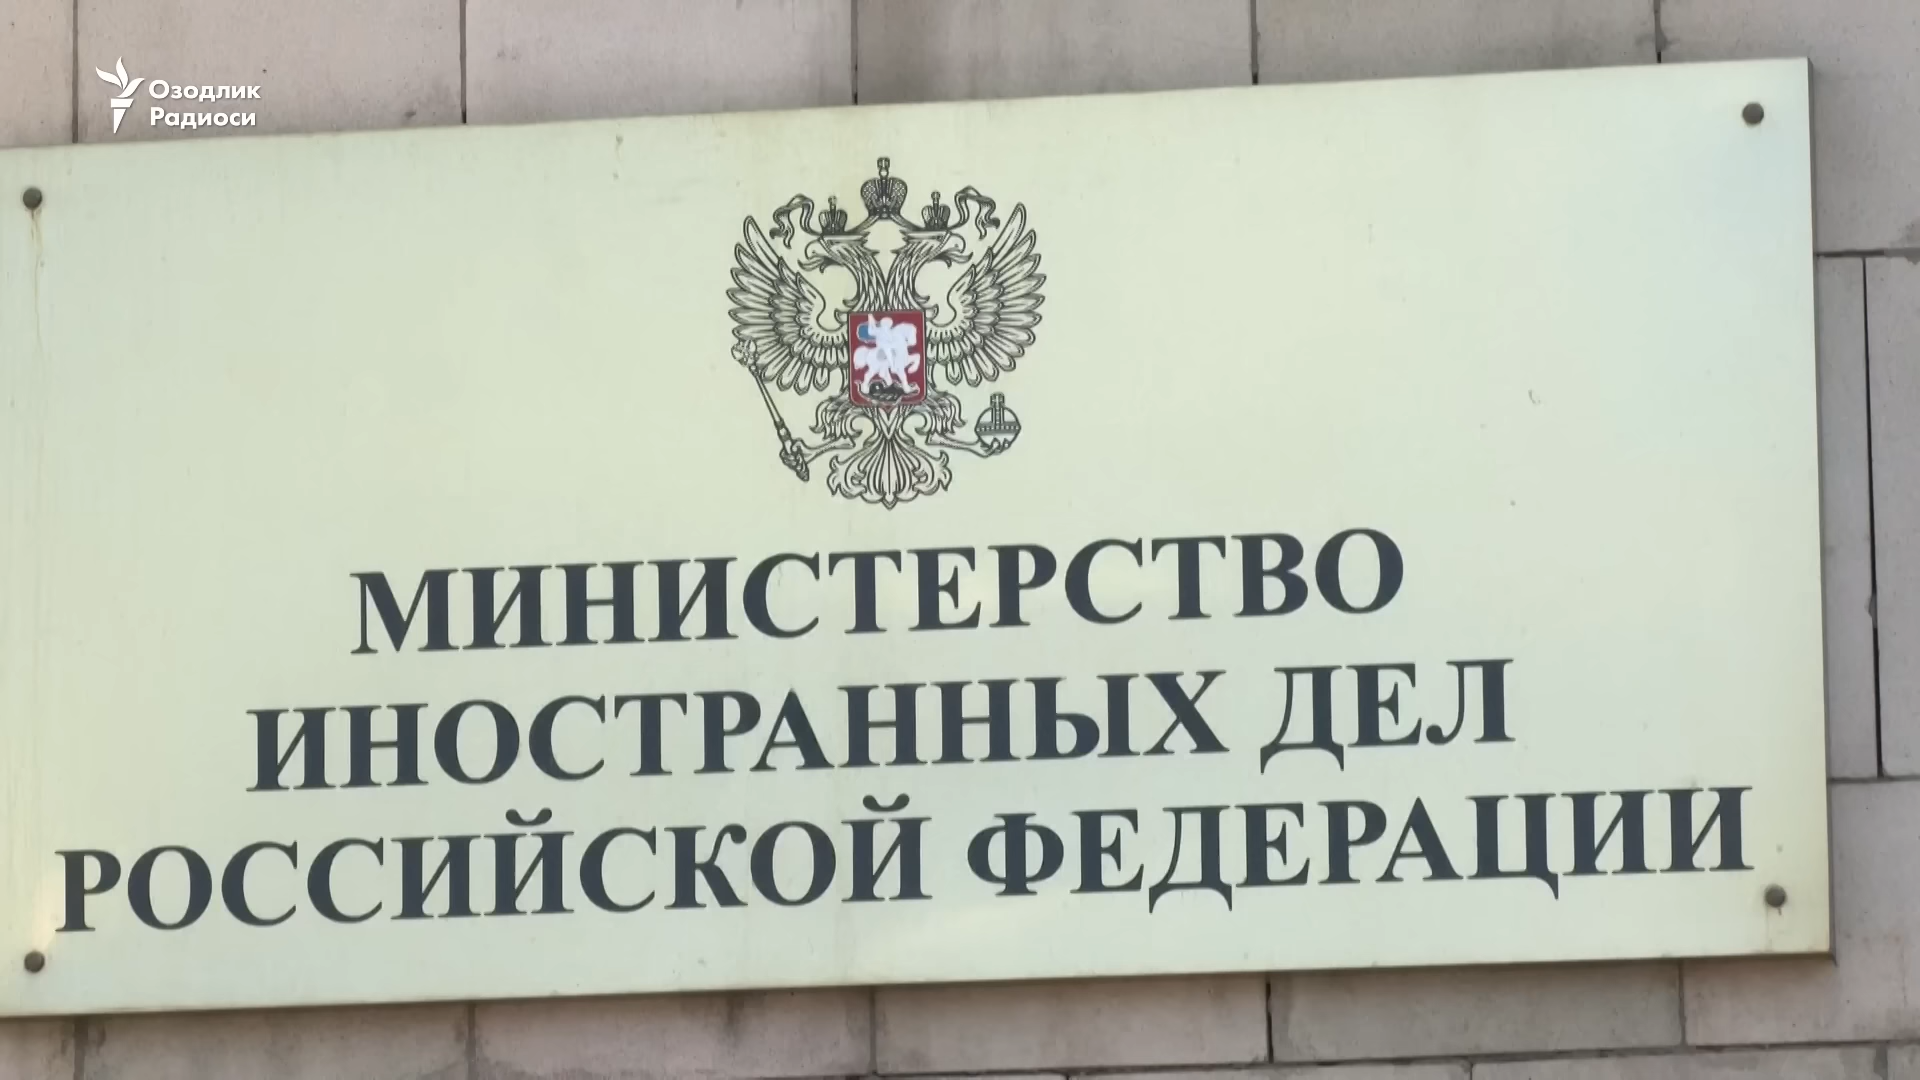 Озодлик
Радиоси
МИНИСТЕРСТВО
ИНОСТРАННЫХ ДЕЛ
РОССИЙСКОЙ ФЕДЕРАЦИИ